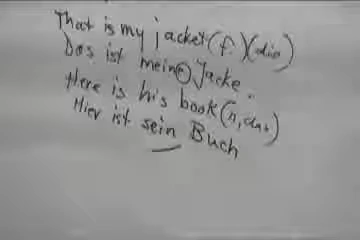 That is my jacket (f.) (die)
Das ist meine Jacke.
Here is his book (n, das)
Hier ist sein Buch